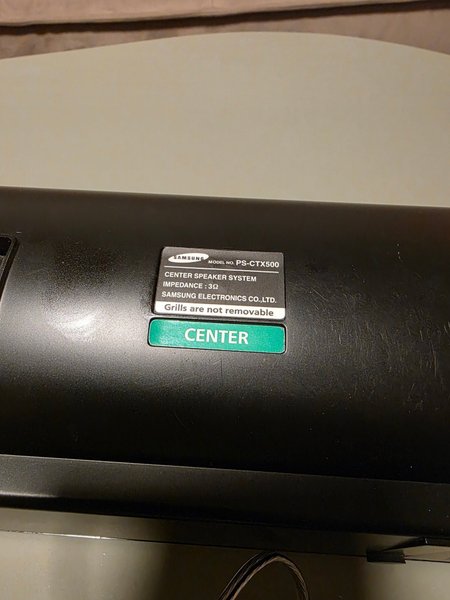 SAMSUNG MODEL NO. PS-CTX500
CENTER SPEAKER SYSTEM
IMPEDANCE : 3Ω
SAMSUNG ELECTRONICS CO.,LTD.
Grills are not removable
CENTER